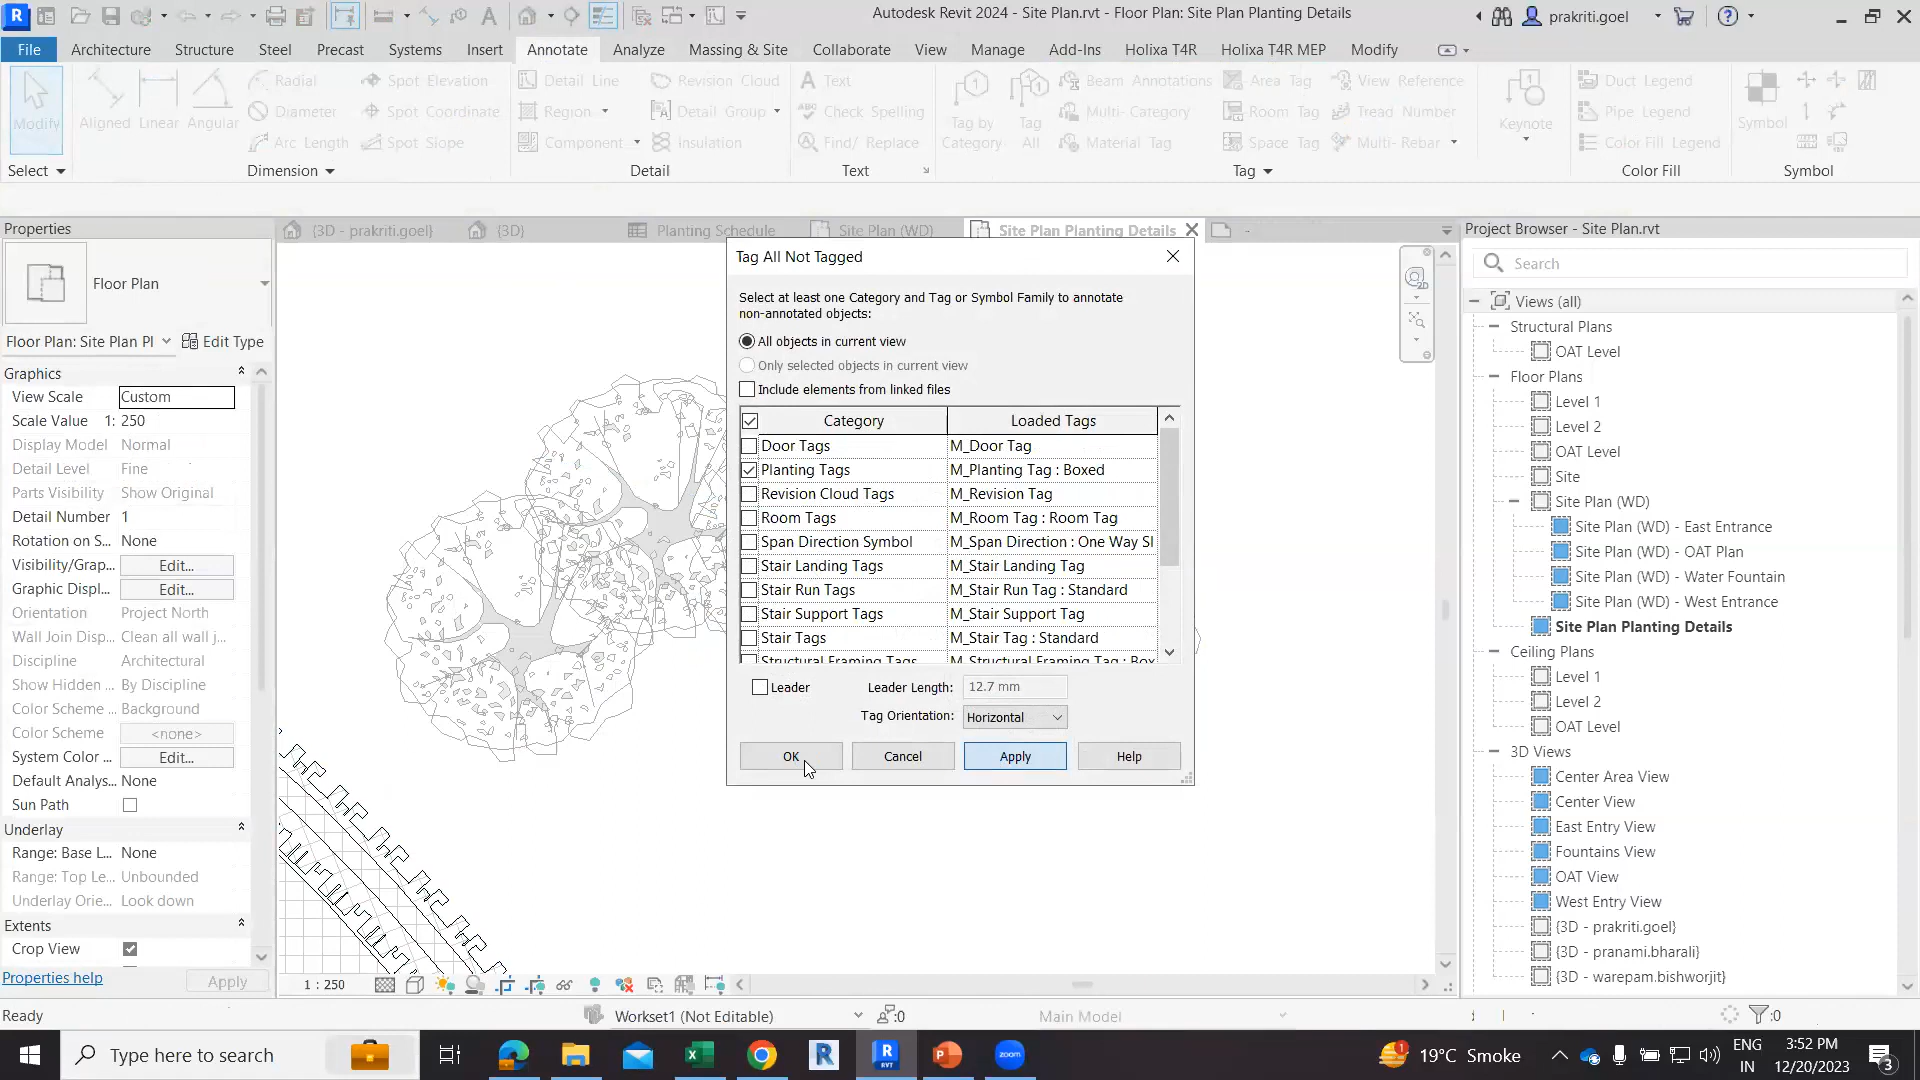 Autodesk Revit 2024 - Site Plan.rvt - Floor Plan: Site Plan Planting Details
prakriti.goel
File Architecture Structure Steel Precast Systems Insert Annotate Analyze Massing & Site Collaborate View Manage Add-Ins Holixa T4R Holixa T4R MEP Modify
Modify
Aligned Linear Angular
Radial
Diameter
Arc Length
Spot Elevation
Spot Coordinate
Spot Slope
Detail Line
Region
Component
Revision Cloud
Detail Group
Insulation
Text
Check Spelling
Find/ Replace
Tag by Category
Tag All
Beam Annotations
Multi- Category
Material Tag
Area Tag
Room Tag
Space Tag
View Reference
Tread Number
Multi- Rebar
Keynote
Duct Legend
Pipe Legend
Color Fill Legend
Symbol
Select Dimension Detail Text Tag Color Fill Symbol
Properties
Floor Plan
Floor Plan: Site Plan Pl
Edit Type
Graphics
View Scale Custom
Scale Value 1: 250
Display Model Normal
Detail Level Fine
Parts Visibility Show Original
Detail Number 1
Rotation on S... None
Visibility/Grap... Edit...
Graphic Displ... Edit...
Orientation Project North
Wall Join Disp... Clean all wall j...
Discipline Architectural
Show Hidden ... By Discipline
Color Scheme ... Background
Color Scheme <none>
System Color ... Edit...
Default Analys... None
Sun Path
Underlay
Range: Base L... None
Range: Top Le... Unbounded
Underlay Orie... Look down
Extents
Crop View
Properties help Apply
{3D - prakriti.goel} {3D} Planting Schedule Site Plan (WD) Site Plan Planting Details -
Tag All Not Tagged
Select at least one Category and Tag or Symbol Family to annotate
non-annotated objects:
All objects in current view
Only selected objects in current view
Include elements from linked files
Category Loaded Tags
Door Tags M_Door Tag
Planting Tags M_Planting Tag : Boxed
Revision Cloud Tags M_Revision Tag
Room Tags M_Room Tag : Room Tag
Span Direction Symbol M_Span Direction : One Way Sl
Stair Landing Tags M_Stair Landing Tag
Stair Run Tags M_Stair Run Tag : Standard
Stair Support Tags M_Stair Support Tag
Stair Tags M_Stair Tag : Standard
Structural Framing Tags M_Structural Framing Tag : Box
Leader Leader Length: 12.7 mm
Tag Orientation: Horizontal
OK Cancel Apply Help
2D
Project Browser - Site Plan.rvt
Search
Views (all)
Structural Plans
OAT Level
Floor Plans
Level 1
Level 2
OAT Level
Site
Site Plan (WD)
Site Plan (WD) - East Entrance
Site Plan (WD) - OAT Plan
Site Plan (WD) - Water Fountain
Site Plan (WD) - West Entrance
Site Plan Planting Details
Ceiling Plans
Level 1
Level 2
OAT Level
3D Views
Center Area View
Center View
East Entry View
Fountains View
OAT View
West Entry View
{3D - prakriti.goel}
{3D - pranami.bharali}
{3D - warepam.bishworjit}
1 : 250
Ready Workset1 (Not Editable) :0 Main Model :0
Type here to search
19°C Smoke
ENG
IN
3:52 PM
12/20/2023
3
zoom
R
RVT
1